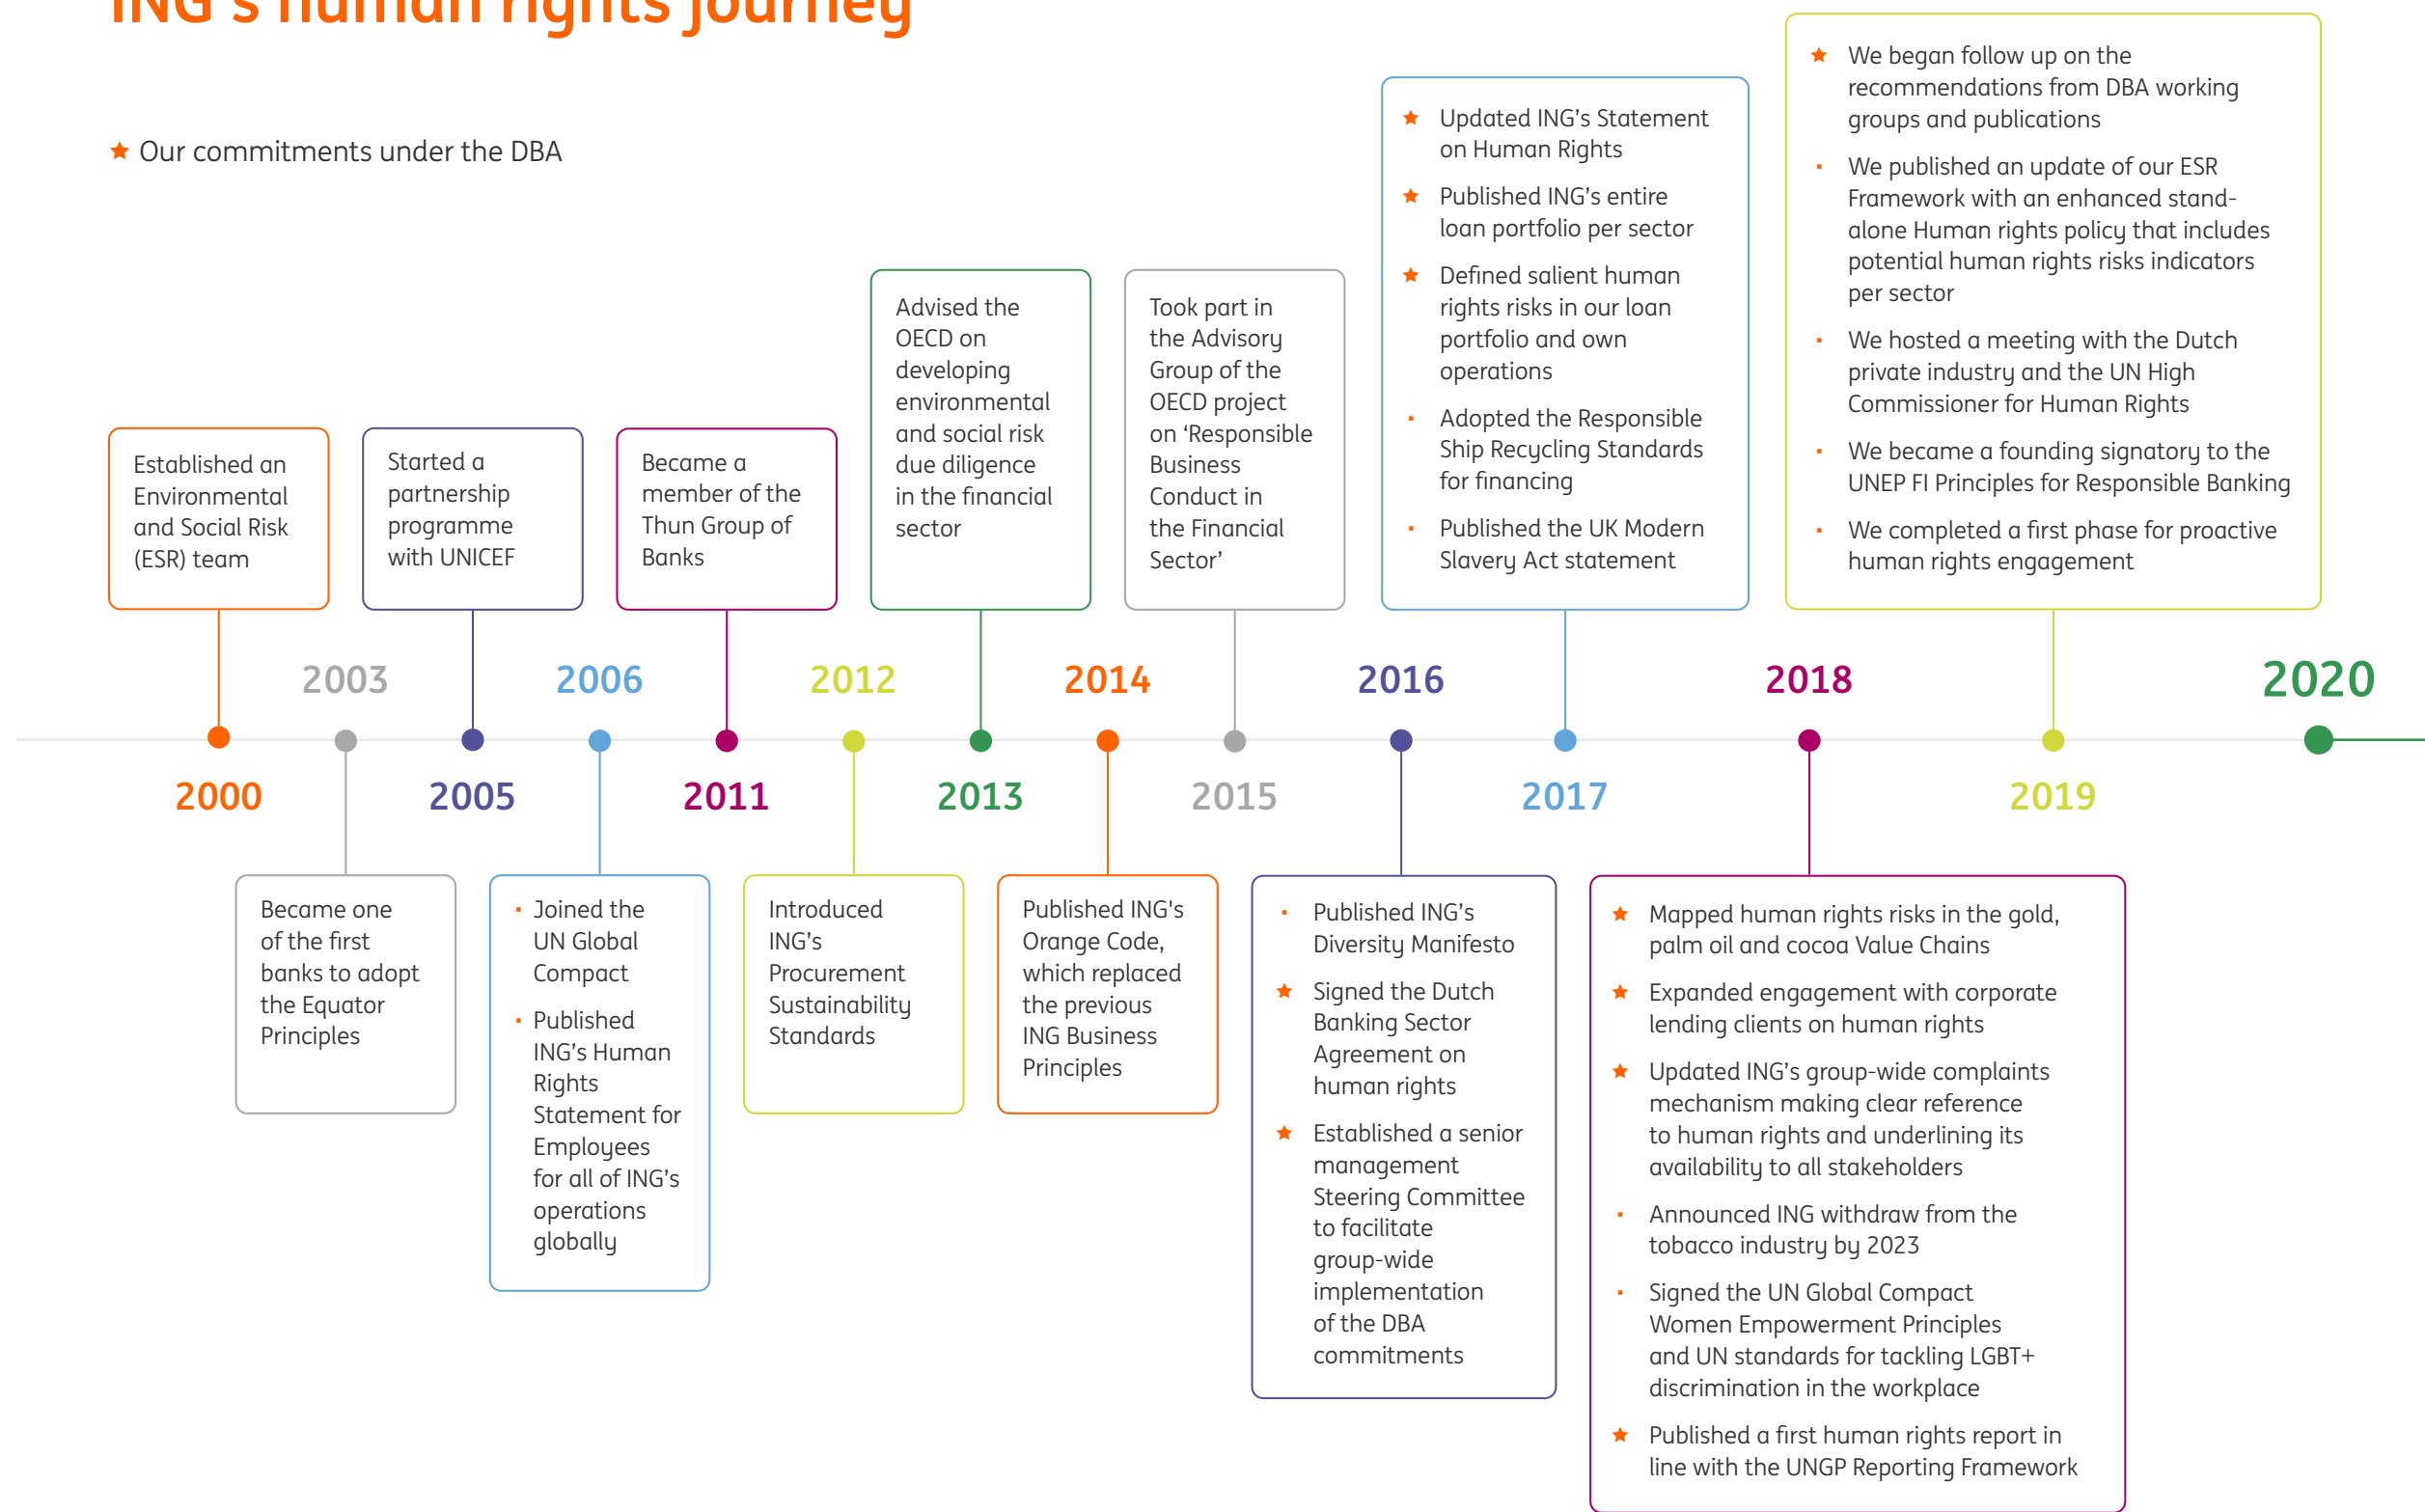 ING's human rights journey
★ Our commitments under the DBA
Established an
Environmental
and Social Risk
(ESR) team
2000
2003
Became one
of the first
banks to adopt
the Equator
Principles
Started a
partnership
programme
with UNICEF
2005
2006
▪ Joined the
UN Global
Compact
▪ Published
ING’s Human
Rights
Statement for
Employees
for all of ING’s
operations
globally
Became a
member of the
Thun Group of
Banks
2011
2012
Introduced
ING’s
Procurement
Sustainability
Standards
Advised the
OECD on
developing
environmental
and social risk
due diligence
in the financial
sector
2013
2014
Published ING's
Orange Code,
which replaced
the previous
ING Business
Principles
Took part in
the Advisory
Group of the
OECD project
on ‘Responsible
Business
Conduct in
the Financial
Sector’
2015
2016
▪ Published ING’s
Diversity Manifesto
★ Signed the Dutch
Banking Sector
Agreement on
human rights
★ Established a senior
management
Steering Committee
to facilitate
group-wide
implementation
of the DBA
commitments
★ Updated ING’s Statement
on Human Rights
★ Published ING’s entire
loan portfolio per sector
★ Defined salient human
rights risks in our loan
portfolio and own
operations
▪ Adopted the Responsible
Ship Recycling Standards
for financing
▪ Published the UK Modern
Slavery Act statement
2017
2018
★ Mapped human rights risks in the gold,
palm oil and cocoa Value Chains
★ Expanded engagement with corporate
lending clients on human rights
★ Updated ING’s group-wide complaints
mechanism making clear reference
to human rights and underlining its
availability to all stakeholders
▪ Announced ING withdraw from the
tobacco industry by 2023
▪ Signed the UN Global Compact
Women Empowerment Principles
and UN standards for tackling LGBT+
discrimination in the workplace
★ Published a first human rights report in
line with the UNGP Reporting Framework
★ We began follow up on the
recommendations from DBA working
groups and publications
▪ We published an update of our ESR
Framework with an enhanced stand-
alone Human rights policy that includes
potential human rights risks indicators
per sector
▪ We hosted a meeting with the Dutch
private industry and the UN High
Commissioner for Human Rights
▪ We became a founding signatory to the
UNEP FI Principles for Responsible Banking
▪ We completed a first phase for proactive
human rights engagement
2019
2020